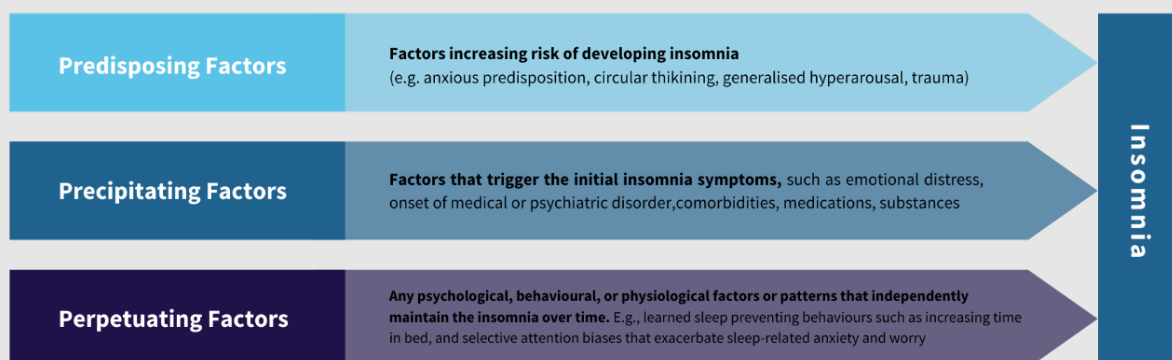 Predisposing Factors
Factors increasing risk of developing insomnia
(e.g. anxious predisposition, circular thikining, generalised hyperarousal, trauma)
Precipitating Factors
Factors that trigger the initial insomnia symptoms, such as emotional distress,
onset of medical or psychiatric disorder,comorbidities, medications, substances
Perpetuating Factors
Any psychological, behavioural, or physiological factors or patterns that independently
maintain the insomnia over time. E.g., learned sleep preventing behaviours such as increasing time
in bed, and selective attention biases that exacerbate sleep-related anxiety and worry
Insomnia